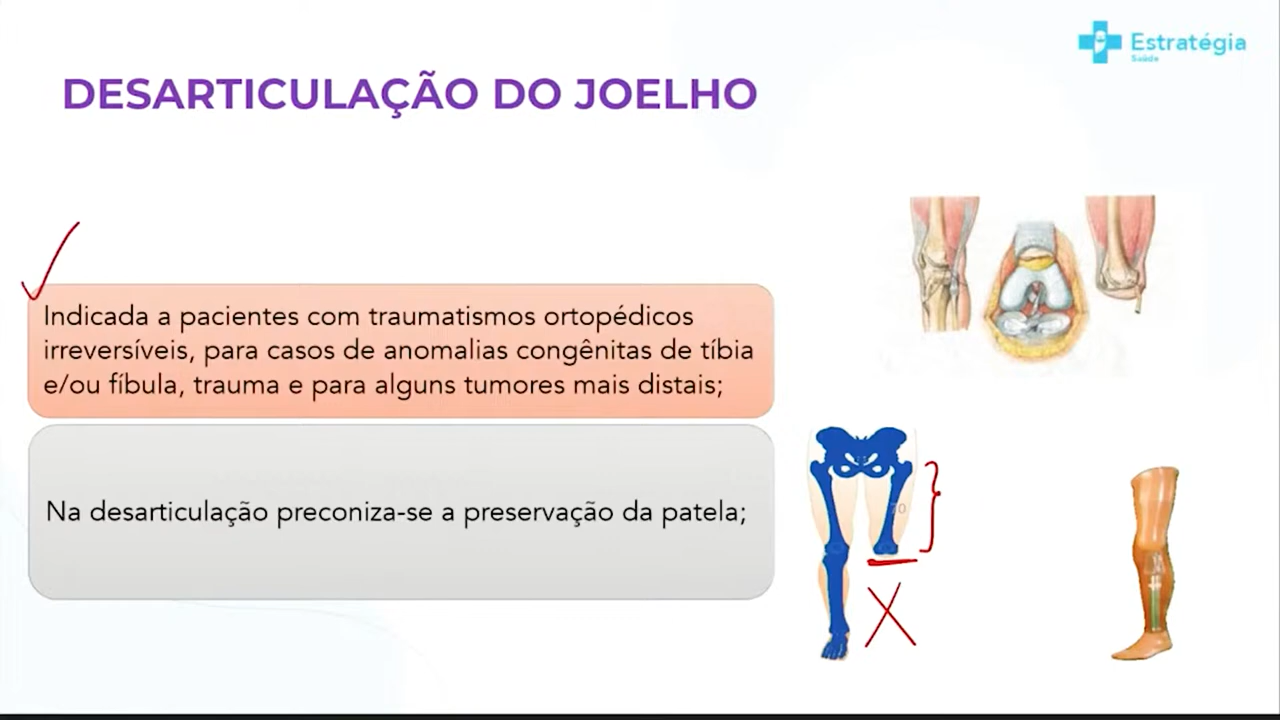 Estratégia
Saúde
DESARTICULAÇÃO DO JOELHO
Indicada a pacientes com traumatismos ortopédicos
irreversíveis, para casos de anomalias congênitas de tíbia
e/ou fíbula, trauma e para alguns tumores mais distais;
Na desarticulação preconiza-se a preservação da patela;